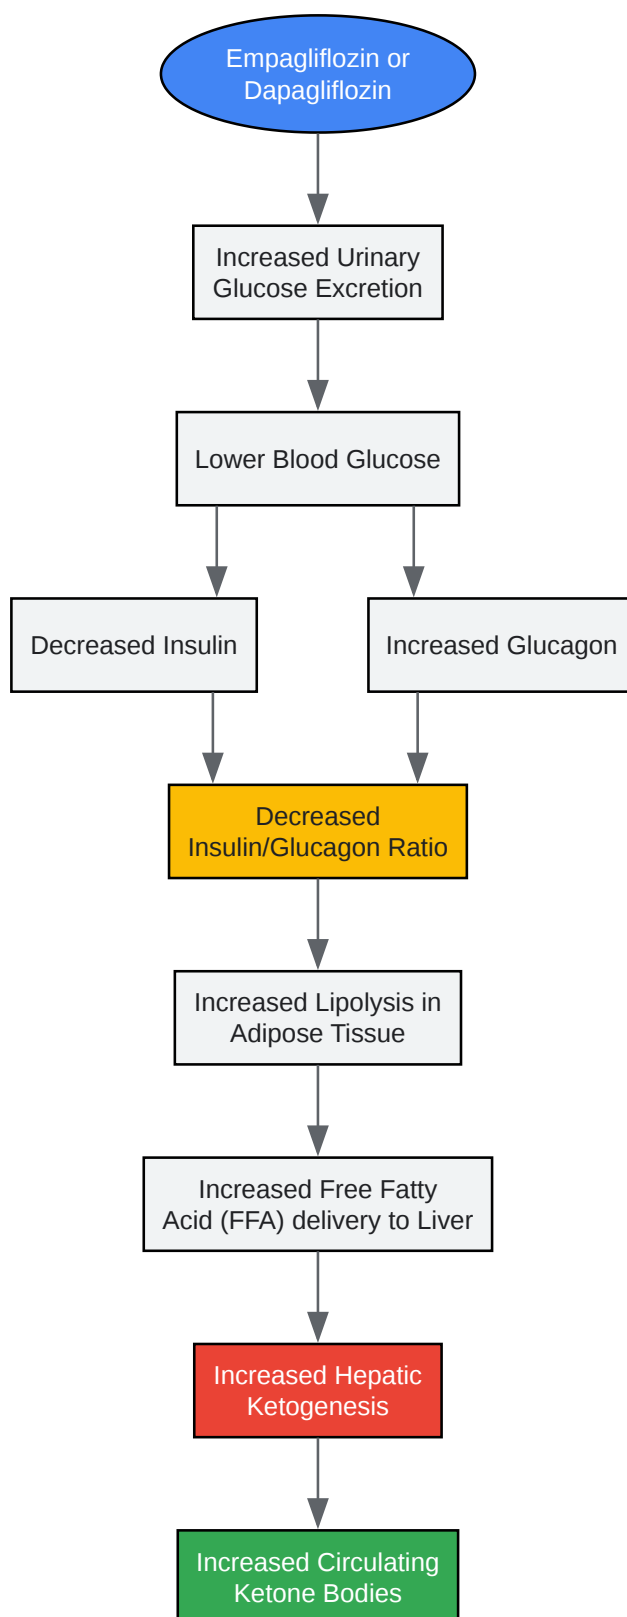 Empagliflozin or
Dapagliflozin
Increased Urinary
Glucose Excretion
Lower Blood Glucose
Decreased Insulin
Increased Glucagon
Decreased
Insulin/Glucagon Ratio
Increased Lipolysis in
Adipose Tissue
Increased Free Fatty
Acid (FFA) delivery to Liver
Increased Hepatic
Ketogenesis
Increased Circulating
Ketone Bodies